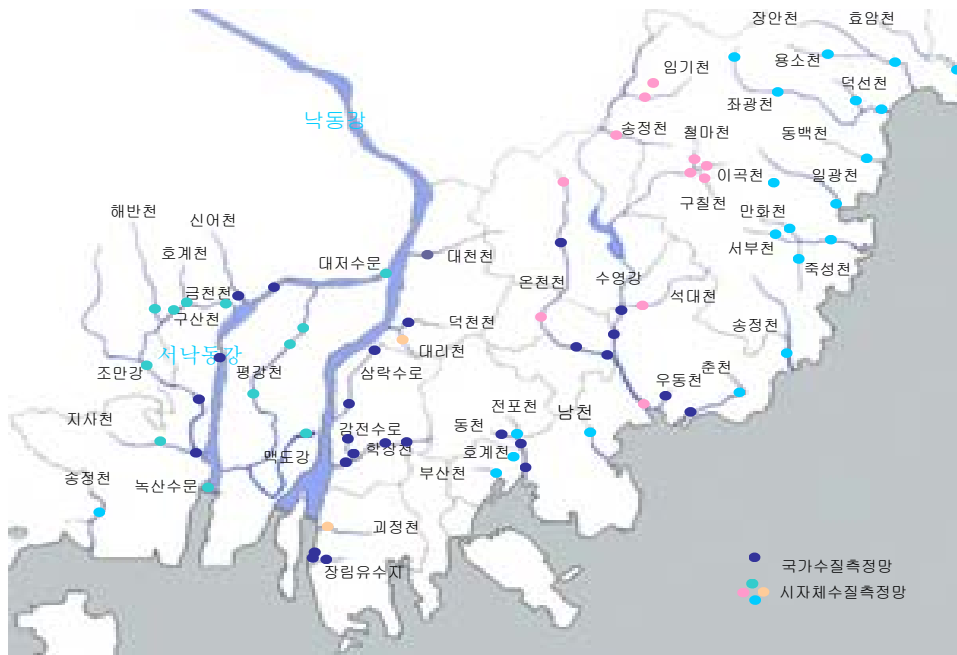 장안천
효암천
용소천
임기천
덕선천
좌광천
낙동강
송정천
철마천
동백천
이곡천
일광천
구칠천
만화천
해반천
신어천
서부천
호계천
대저수문
대천천
죽성천
온천천
수영강
금천천
석대천
구산천
덕천천
송정천
서낙동강
대리천
조만강
평강천
삼락수로
춘천
우동천
지사천
전포천
남천
감전수로
동천
맥도강
학장천
호계천
송정천
부산천
녹산수문
괴정천
장림유수지
국가수질측정망
시자체수질측정망